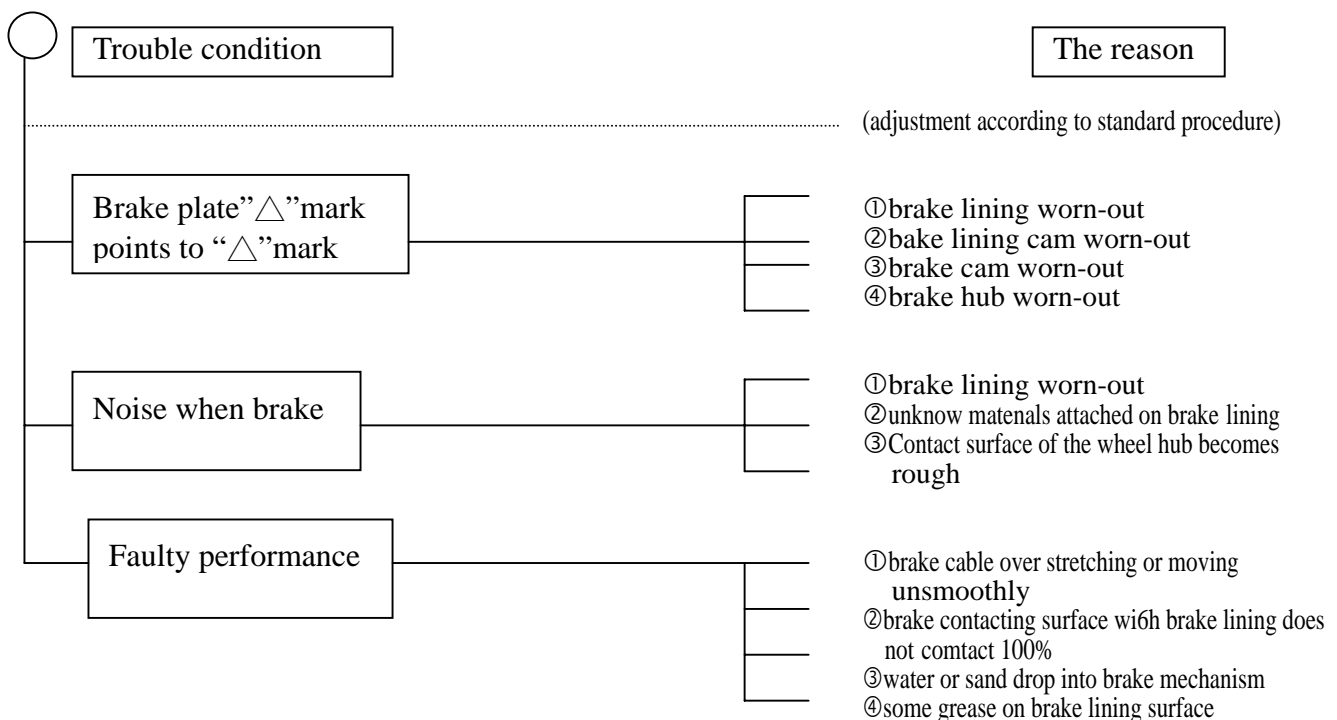 Trouble condition
The reason
(adjustment according to standard procedure)
Brake plate”△”mark
points to “△”mark
①brake lining worn-out
②bake lining cam worn-out
③brake cam worn-out
④brake hub worn-out
Noise when brake
①brake lining worn-out
②unknow matenals attached on brake lining
③Contact surface of the wheel hub becomes
rough
Faulty performance
①brake cable over stretching or moving
unsmoothly
②brake contacting surface wi6h brake lining does
not comtact 100%
③water or sand drop into brake mechanism
④some grease on brake lining surface